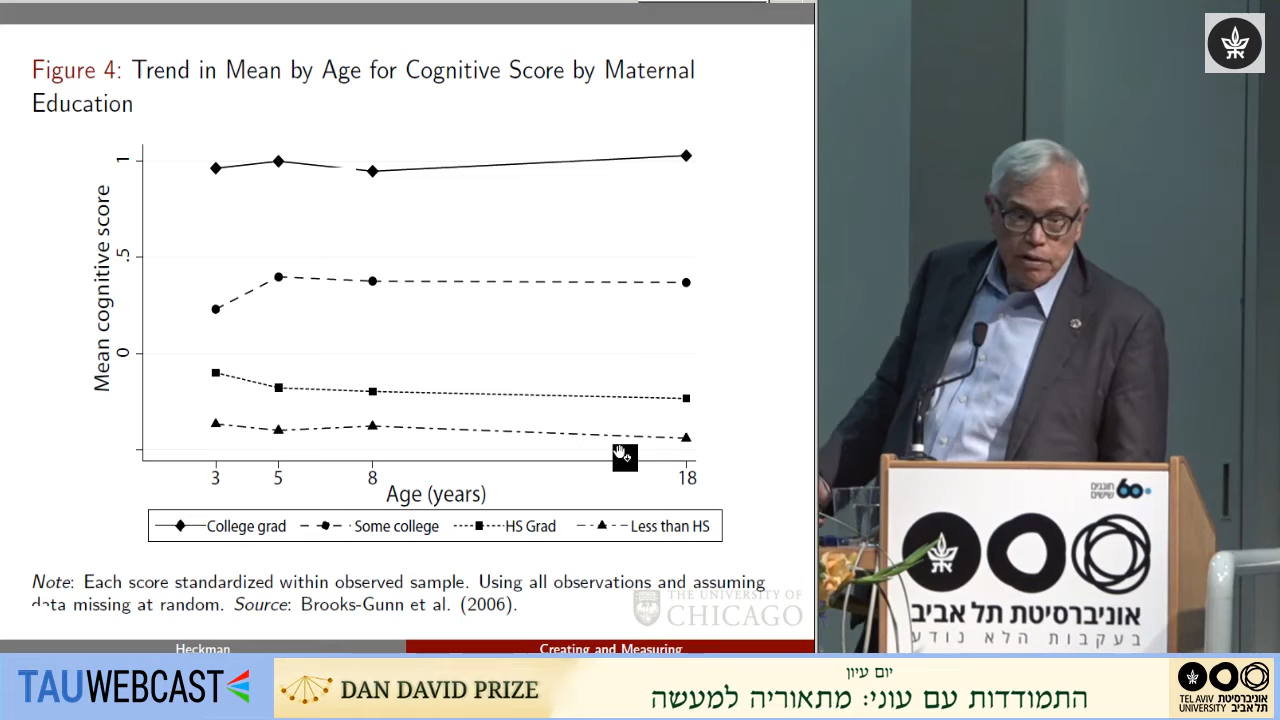 Figure 4: Trend in Mean by Age for Cognitive Score by Maternal
Education
Mean cognitive score
1
.5
0
3 5 8 18
Age (years)
College grad Some college HS Grad Less than HS
Note: Each score standardized within observed sample. Using all observations and assuming
data missing at random. Source: Brooks-Gunn et al. (2006).
THE UNIVERSITY OF
CHICAGO
Heckman Creating and Measuring
חוגגים
שישים
60
אוניברסיטת תל אביב
בעקבות הלא נודע
TAUWEBCAST
DAN DAVID PRIZE
יום עיון
התמודדות עם עוני: מתאוריה למעשה
TEL AVIV אוניברסיטת
UNIVERSITY תל אביב